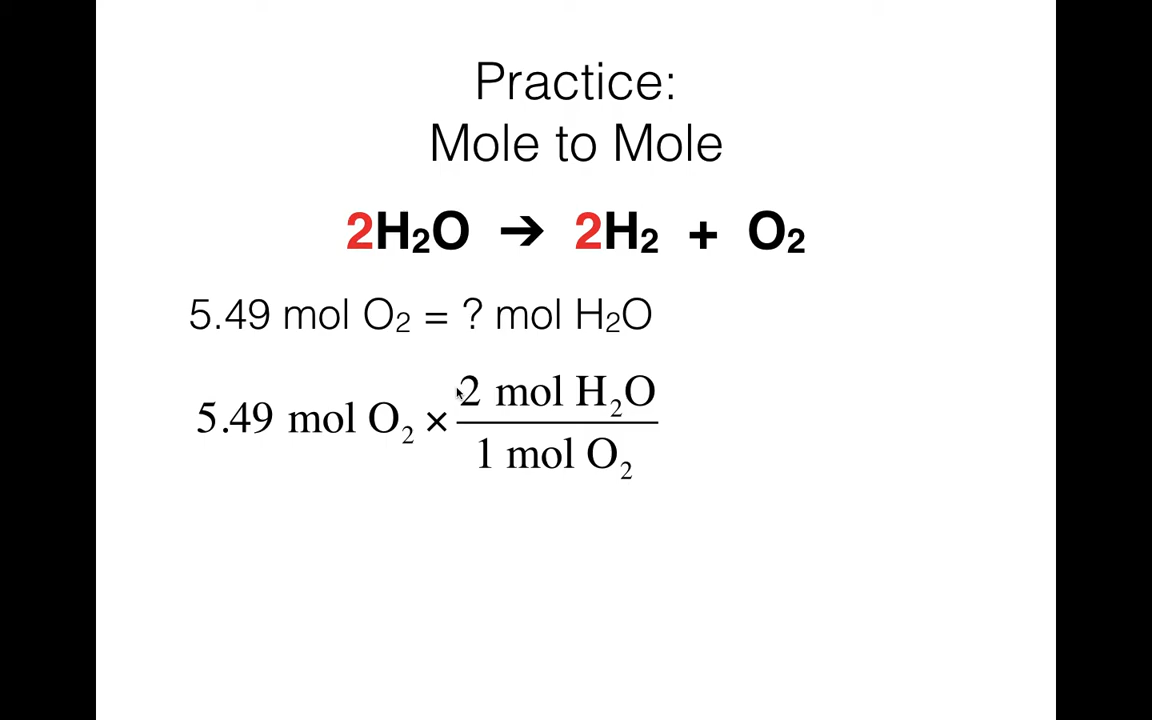 Practice:
Mole to Mole
2H₂O → 2H₂ + O₂
5.49 mol O₂ = ? mol H₂O
5.49 mol O₂ × 2 mol H₂O
1 mol O₂